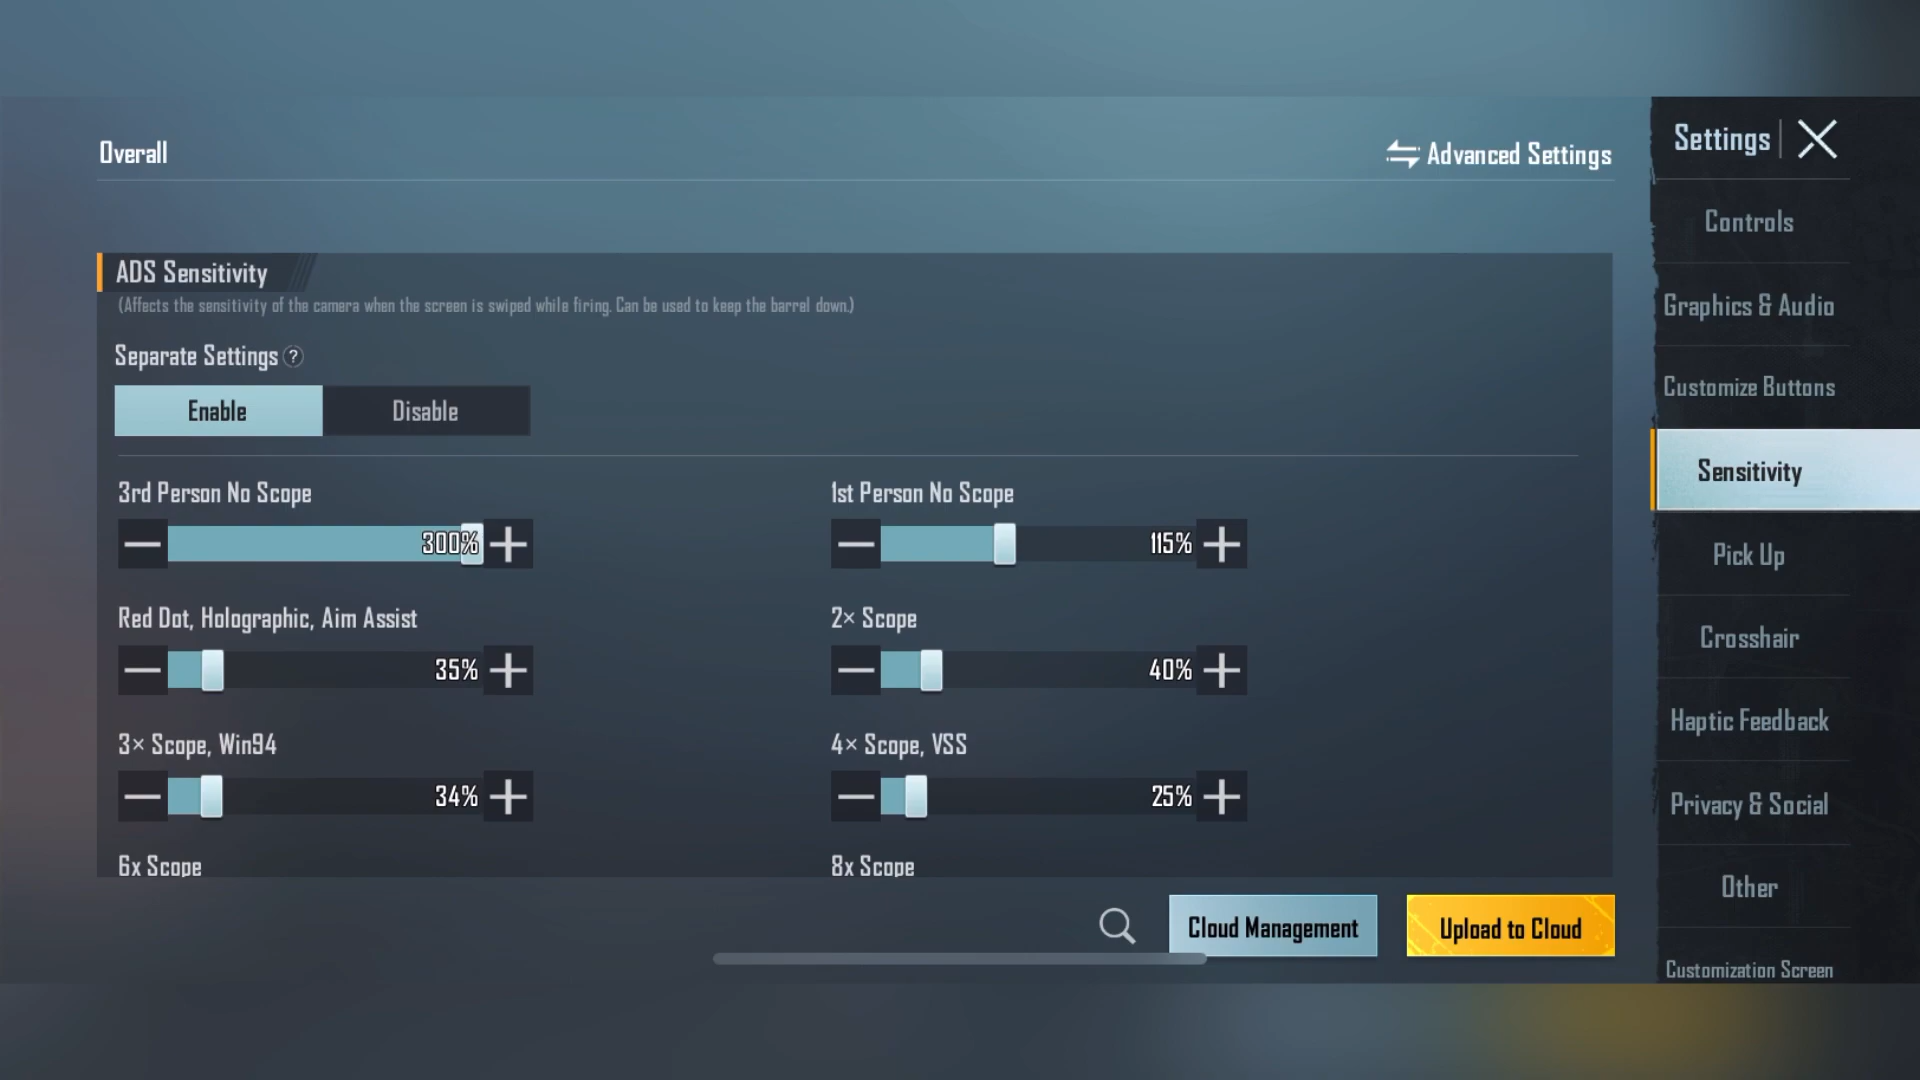 Overall
Advanced Settings
ADS Sensitivity
(Affects the sensitivity of the camera when the screen is swiped while firing. Can be used to keep the barrel down.)
Separate Settings ?
Enable
Disable
3rd Person No Scope
300%
1st Person No Scope
115%
Red Dot, Holographic, Aim Assist
35%
2× Scope
40%
3× Scope, Win94
34%
4× Scope, VSS
25%
6x Scope
8x Scope
Cloud Management
Upload to Cloud
Settings
Controls
Graphics & Audio
Customize Buttons
Sensitivity
Pick Up
Crosshair
Haptic Feedback
Privacy & Social
Other
Customization Screen